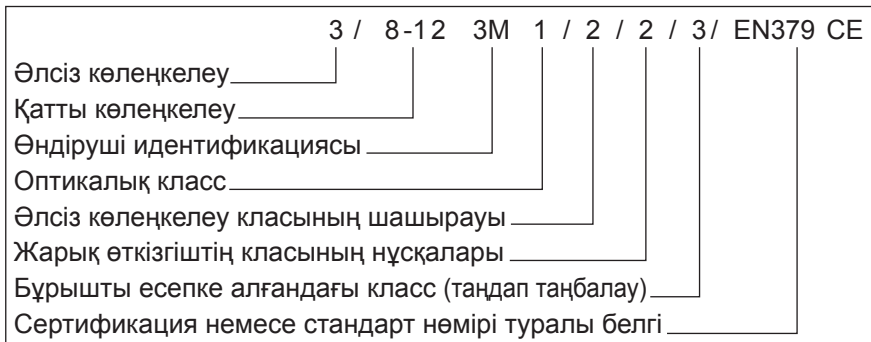 3 / 8-12 3M 1 / 2 / 2 / 3/ EN379 CE
Әлсіз көлеңкелеу
Қатты көлеңкелеу
Өндіруші идентификациясы
Оптикалық класс
Әлсіз көлеңкелеу класының шашырауы
Жарық өткізгіштің класының нұсқалары
Бұрышты есепке алғандағы класс (таңдап таңбалау)
Сертификация немесе стандарт нөмірі туралы белгі